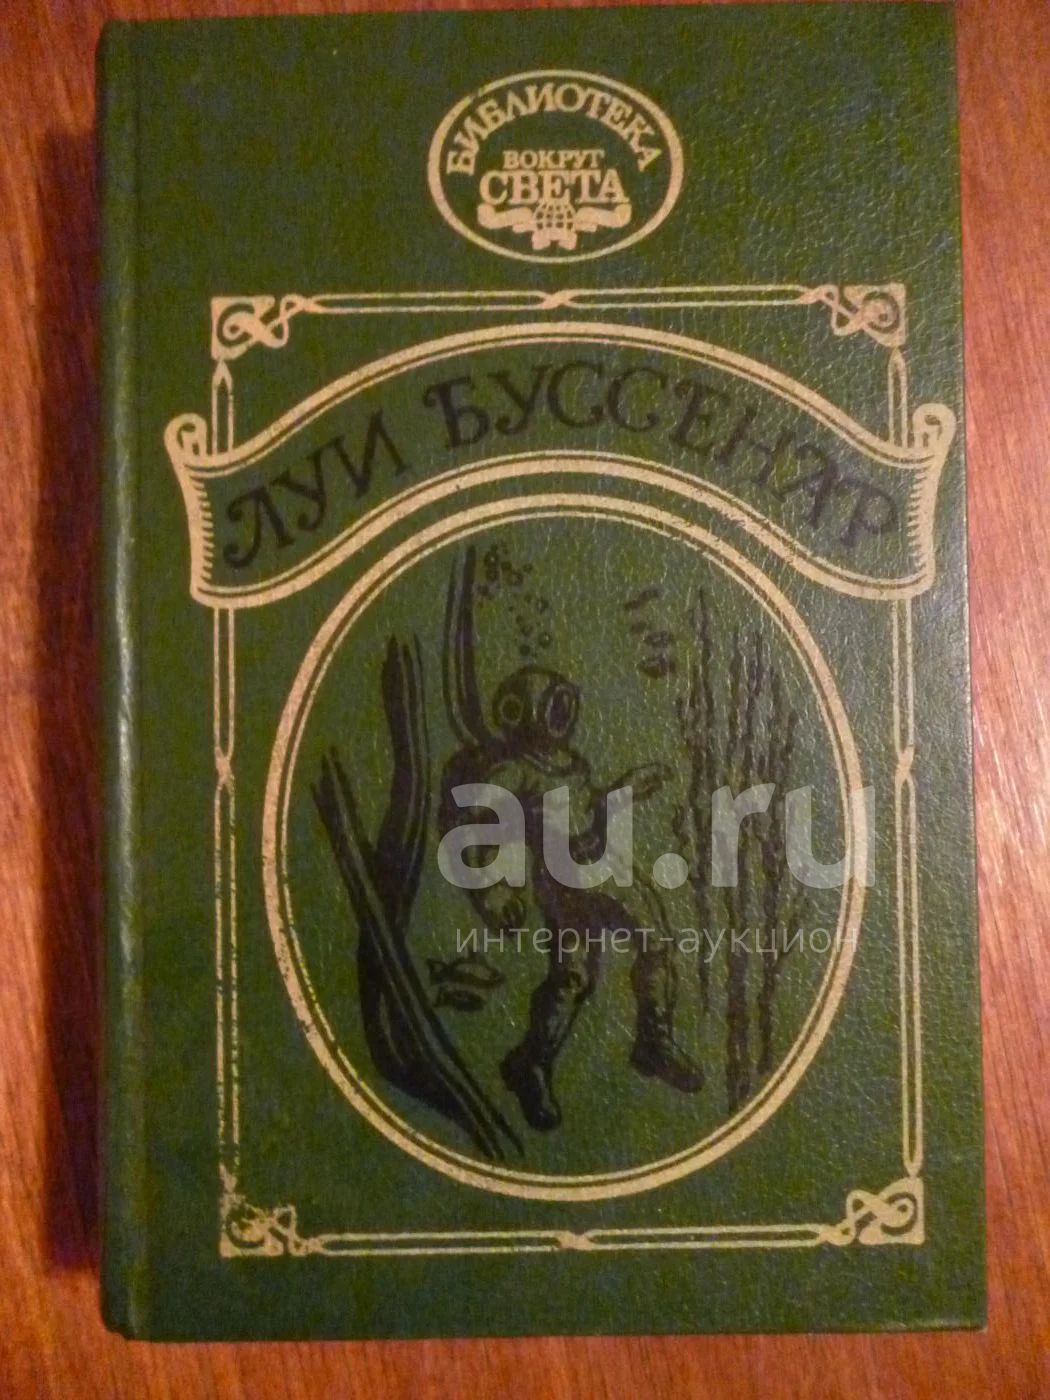 БИБЛИОТЕКА
ВОКРУГ
СВЕТА
ЛУИ БУССЕНАР
au.ru
интернет-аукцион